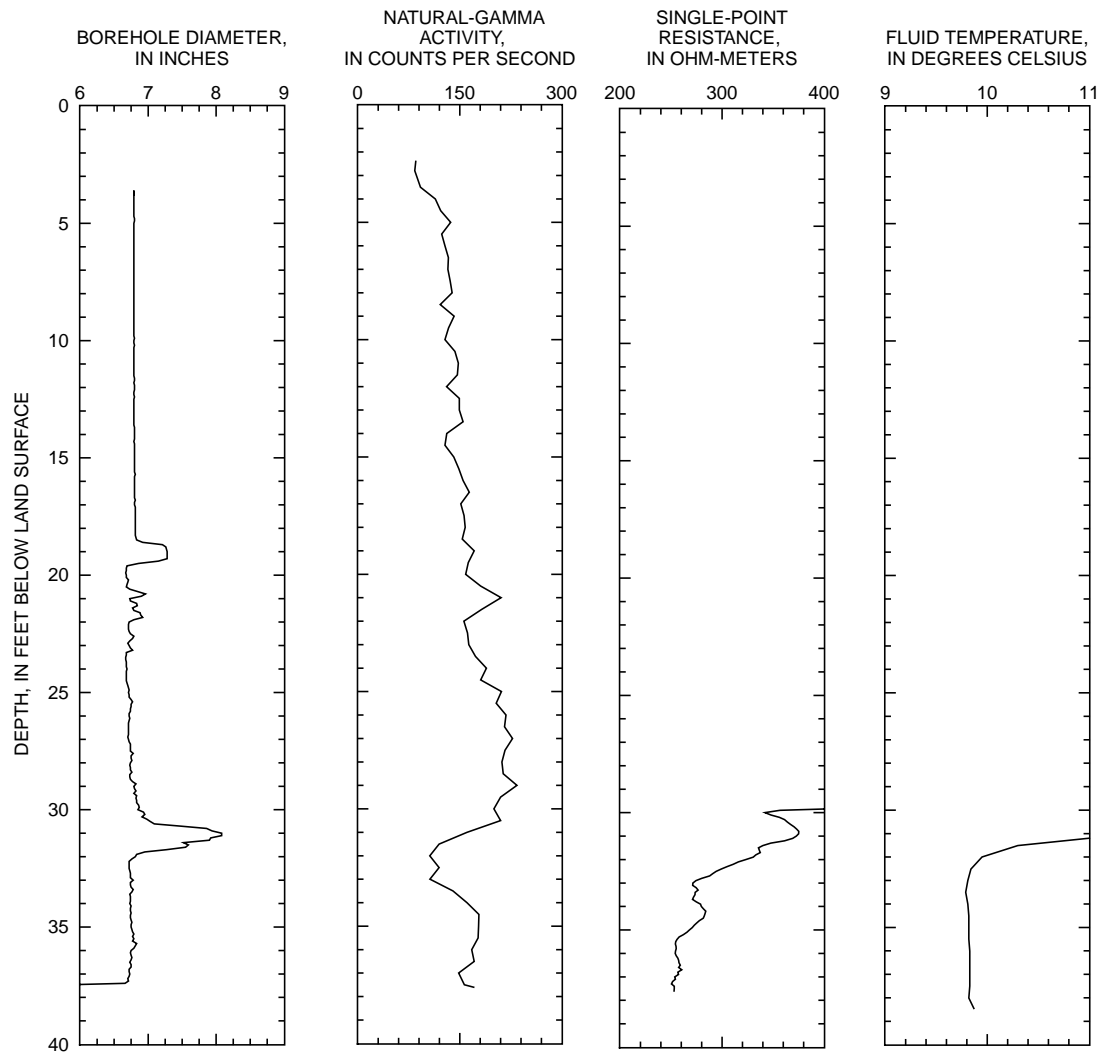 BOREHOLE DIAMETER,
IN INCHES
NATURAL-GAMMA
ACTIVITY,
IN COUNTS PER SECOND
SINGLE-POINT
RESISTANCE,
IN OHM-METERS
FLUID TEMPERATURE,
IN DEGREES CELSIUS
6 7 8 9
0 150 300
200 300 400
9 10 11
DEPTH, IN FEET BELOW LAND SURFACE
0
5
10
15
20
25
30
35
40